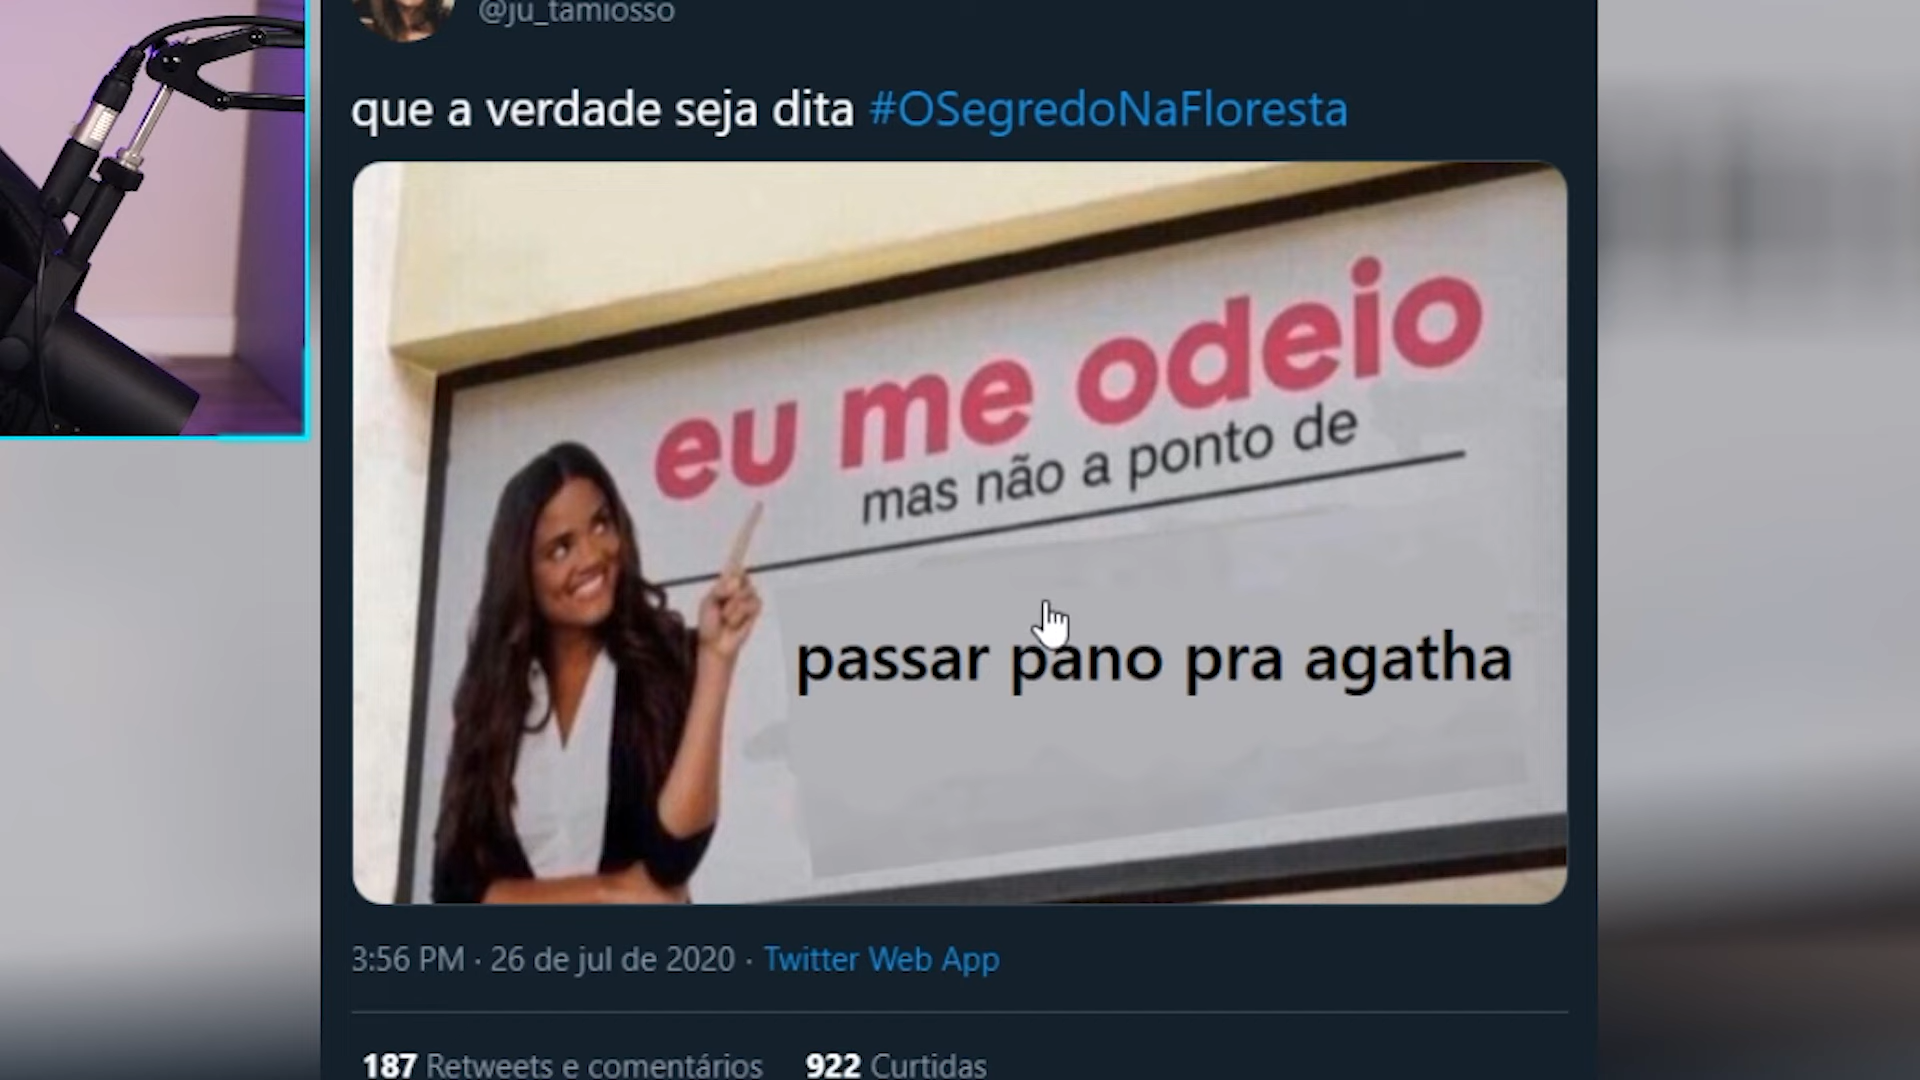 @ju_tamiosso
que a verdade seja dita #OSegredoNaFloresta
eu me odeio
mas não a ponto de
passar pano pra agatha
3:56 PM · 26 de jul de 2020 · Twitter Web App
187 Retweets e comentários 922 Curtidas